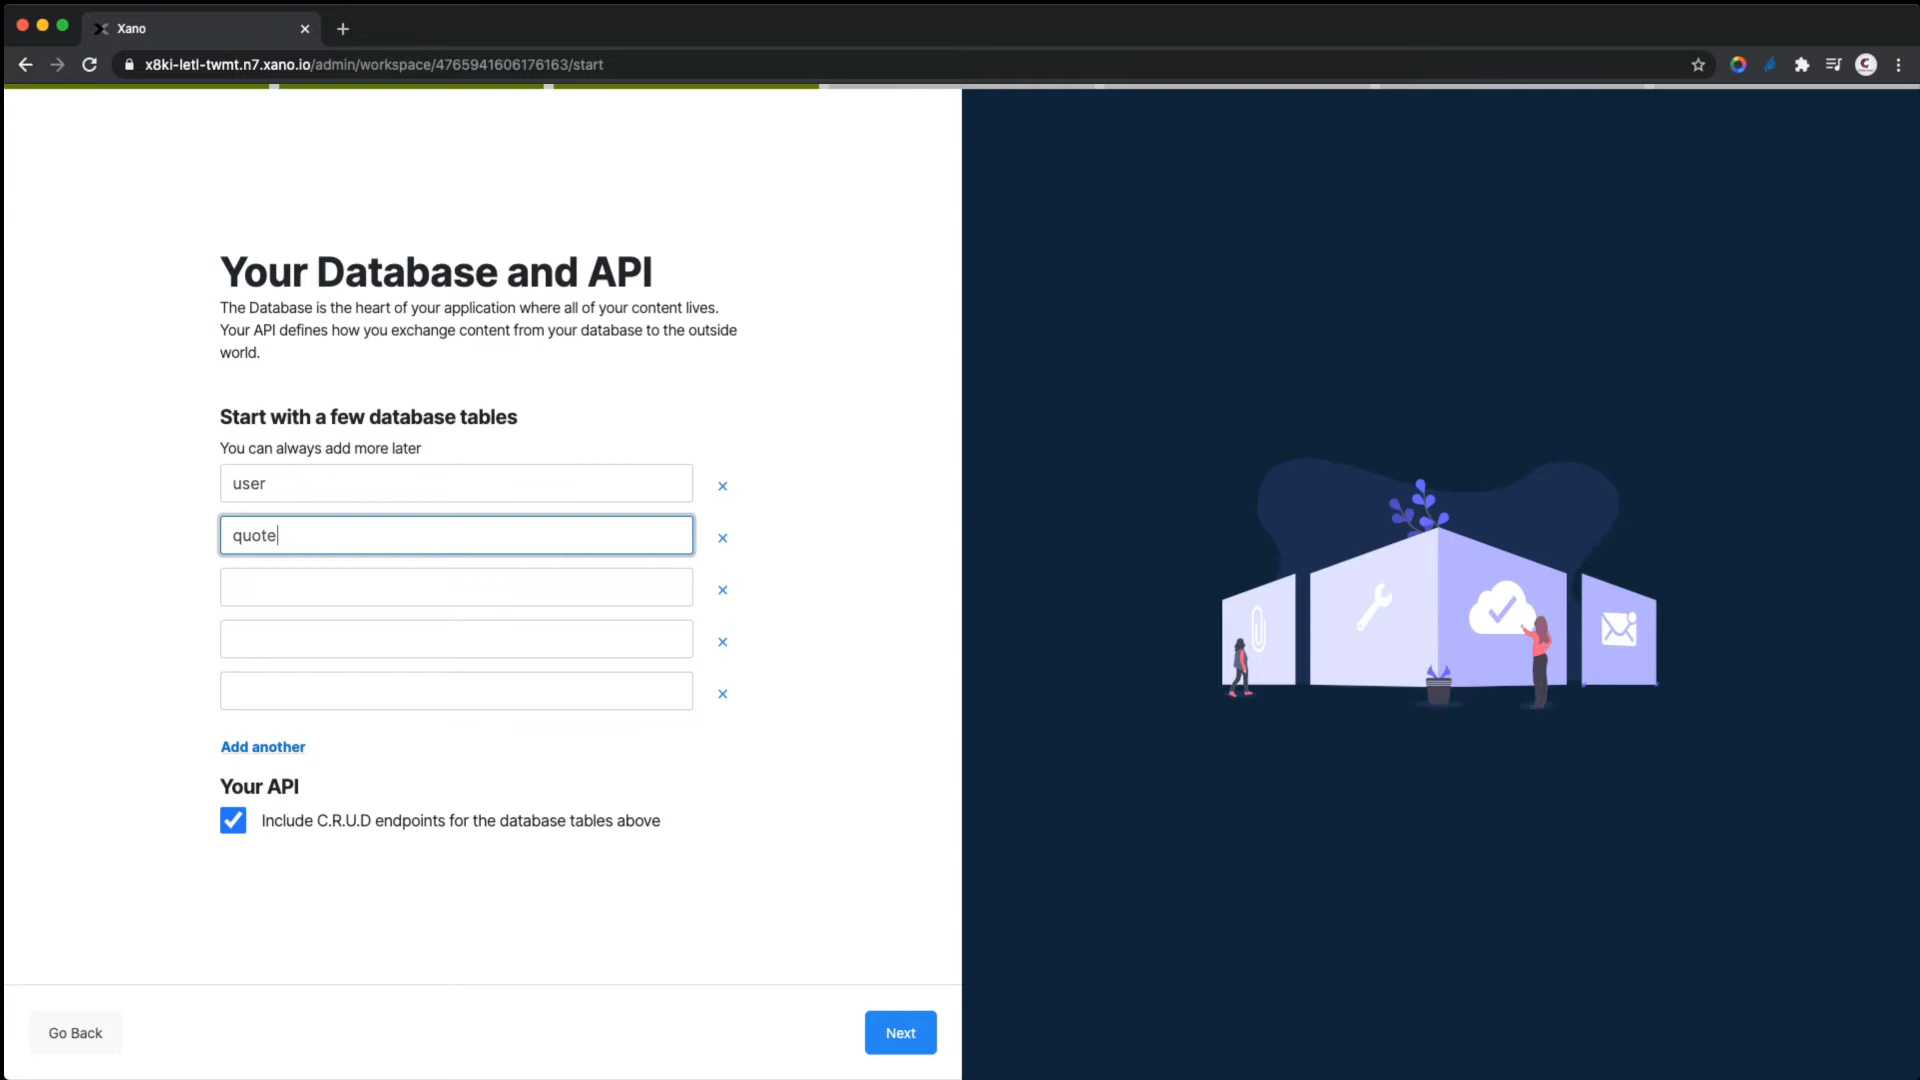 Xano
x8ki-letl-twmt.n7.xano.io/admin/workspace/4765941606176163/start
Your Database and API
The Database is the heart of your application where all of your content lives.
Your API defines how you exchange content from your database to the outside
world.
Start with a few database tables
You can always add more later
user
quote
Add another
Your API
Include C.R.U.D endpoints for the database tables above
Go Back
Next